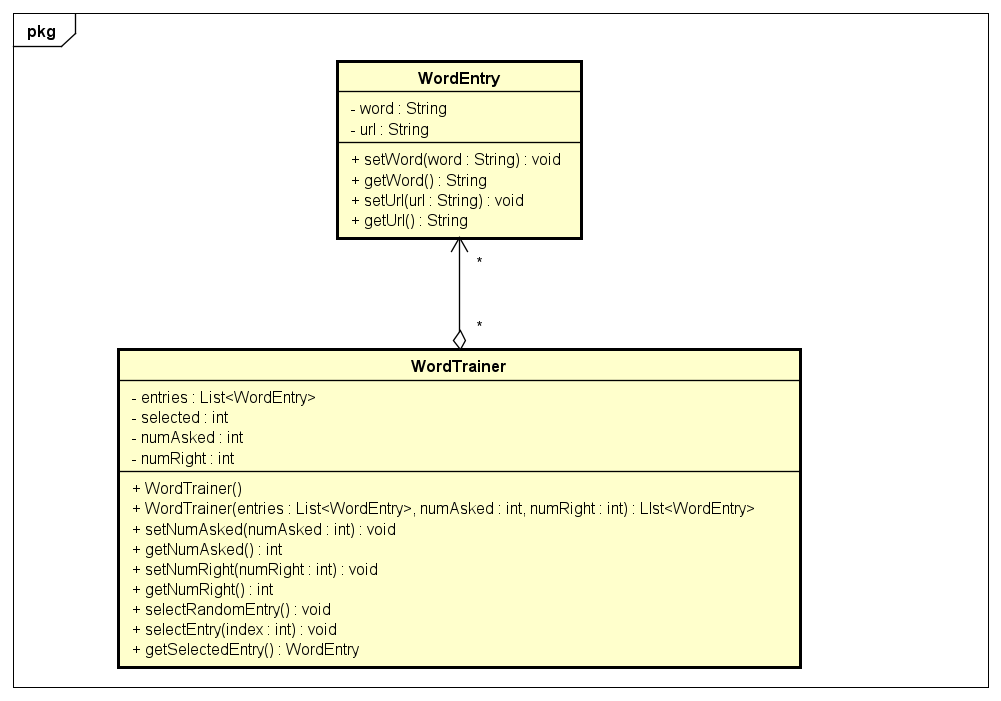 pkg
WordEntry
- word : String
- url : String
+ setWord(word : String) : void
+ getWord() : String
+ setUrl(url : String) : void
+ getUrl() : String
*
*
WordTrainer
- entries : List<WordEntry>
- selected : int
- numAsked : int
- numRight : int
+ WordTrainer()
+ WordTrainer(entries : List<WordEntry>, numAsked : int, numRight : int) : LIst<WordEntry>
+ setNumAsked(numAsked : int) : void
+ getNumAsked() : int
+ setNumRight(numRight : int) : void
+ getNumRight() : int
+ selectRandomEntry() : void
+ selectEntry(index : int) : void
+ getSelectedEntry() : WordEntry